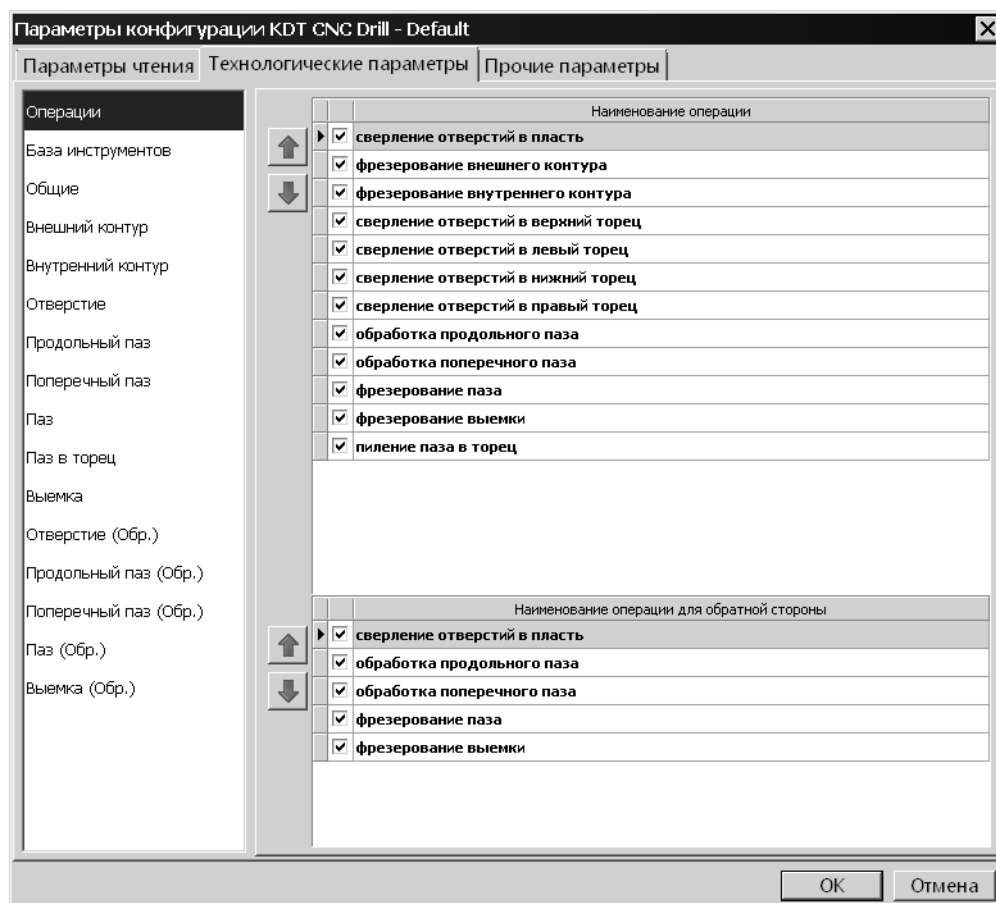 Параметры конфигурации KDT CNC Drill - Default
Параметры чтения
Технологические параметры
Прочие параметры
Операции
База инструментов
Общие
Внешний контур
Внутренний контур
Отверстие
Продольный паз
Поперечный паз
Паз
Паз в торец
Выемка
Отверстие (Обр.)
Продольный паз (Обр.)
Поперечный паз (Обр.)
Паз (Обр.)
Выемка (Обр.)
Наименование операции
сверление отверстий в пласть
фрезерование внешнего контура
фрезерование внутреннего контура
сверление отверстий в верхний торец
сверление отверстий в левый торец
сверление отверстий в нижний торец
сверление отверстий в правый торец
обработка продольного паза
обработка поперечного паза
фрезерование паза
фрезерование выемки
пиление паза в торец
Наименование операции для обратной стороны
сверление отверстий в пласть
обработка продольного паза
обработка поперечного паза
фрезерование паза
фрезерование выемки
OK
Отмена